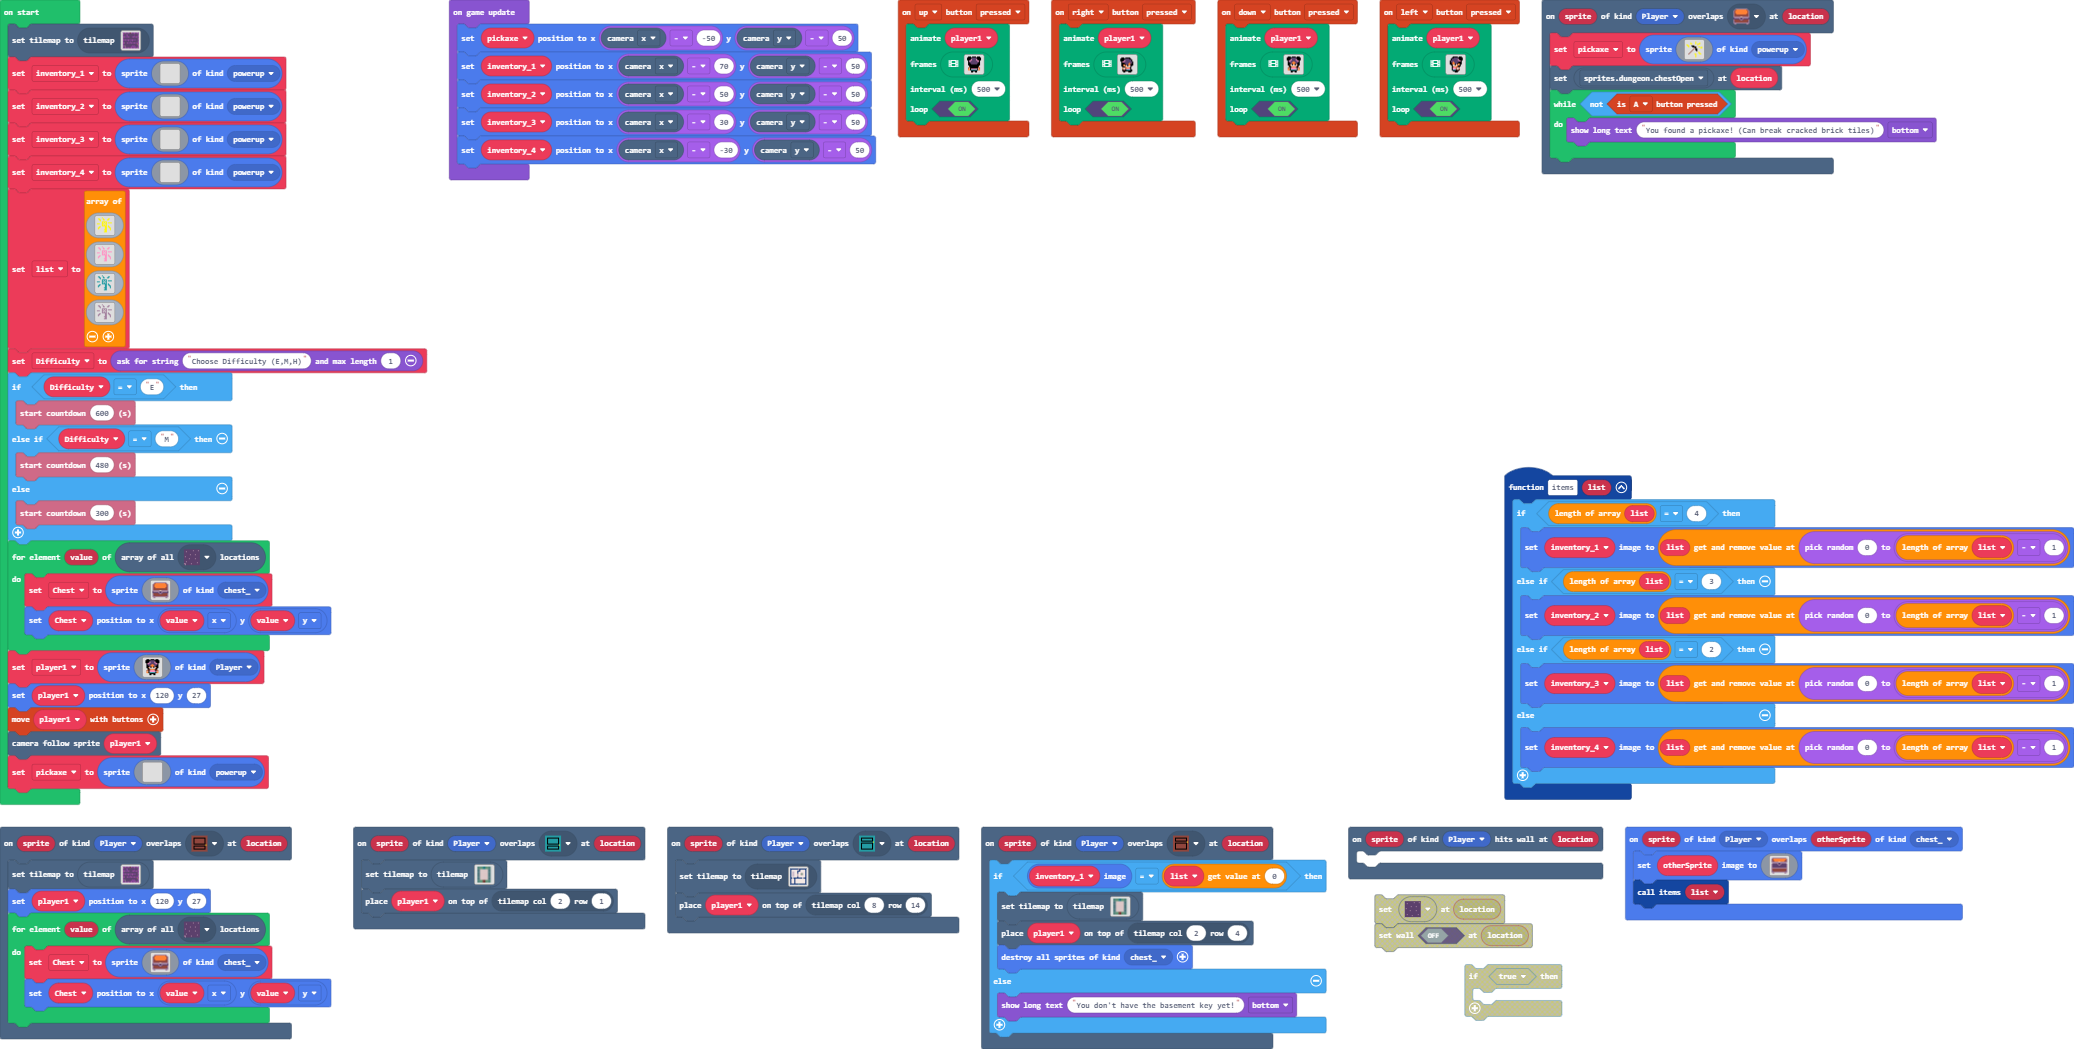 on start
set tilemap to tilemap
set inventory_1 to sprite of kind powerup
set inventory_2 to sprite of kind powerup
set inventory_3 to sprite of kind powerup
set inventory_4 to sprite of kind powerup
set list to array of
set Difficulty to ask for string "Choose Difficulty (E,M,H)" and max length 1
if Difficulty = "E" then
start countdown 600 (s)
else if Difficulty = "M" then
start countdown 480 (s)
else
start countdown 300 (s)
for element value of array of all locations
do
set Chest to sprite of kind chest_
set Chest position to x value x y value y
set player1 to sprite of kind Player
set player1 position to x 120 y 27
move player1 with buttons
camera follow sprite player1
set pickaxe to sprite of kind powerup
on game update
set pickaxe position to x camera x - -50 y camera y - 50
set inventory_1 position to x camera x - 70 y camera y - 50
set inventory_2 position to x camera x - 50 y camera y - 50
set inventory_3 position to x camera x - 30 y camera y - 50
set inventory_4 position to x camera x - -30 y camera y - 50
on up button pressed
animate player1
frames
interval (ms) 500
loop ON
on right button pressed
animate player1
frames
interval (ms) 500
loop ON
on down button pressed
animate player1
frames
interval (ms) 500
loop ON
on left button pressed
animate player1
frames
interval (ms) 500
loop ON
on sprite of kind Player overlaps at location
set pickaxe to sprite of kind powerup
set sprites.dungeon.chestOpen at location
while not is A button pressed
do
show long text "You found a pickaxe! (Can break cracked brick tiles)" bottom
function items list
if length of array list = 4 then
set inventory_1 image to list get and remove value at pick random 0 to length of array list - 1
else if length of array list = 3 then
set inventory_2 image to list get and remove value at pick random 0 to length of array list - 1
else if length of array list = 2 then
set inventory_3 image to list get and remove value at pick random 0 to length of array list - 1
else
set inventory_4 image to list get and remove value at pick random 0 to length of array list - 1
on sprite of kind Player overlaps at location
set tilemap to tilemap
set player1 position to x 120 y 27
for element value of array of all locations
do
set Chest to sprite of kind chest_
set Chest position to x value x y value y
on sprite of kind Player overlaps at location
set tilemap to tilemap
place player1 on top of tilemap col 2 row 1
on sprite of kind Player overlaps at location
set tilemap to tilemap
place player1 on top of tilemap col 8 row 14
on sprite of kind Player overlaps at location
if inventory_1 image = list get value at 0 then
set tilemap to tilemap
place player1 on top of tilemap col 2 row 4
destroy all sprites of kind chest_
else
show long text "You don't have the basement key yet!" bottom
on sprite of kind Player hits wall at location
set at location
set wall OFF at location
if true then
on sprite of kind Player overlaps otherSprite of kind chest_
set otherSprite image to
call items list